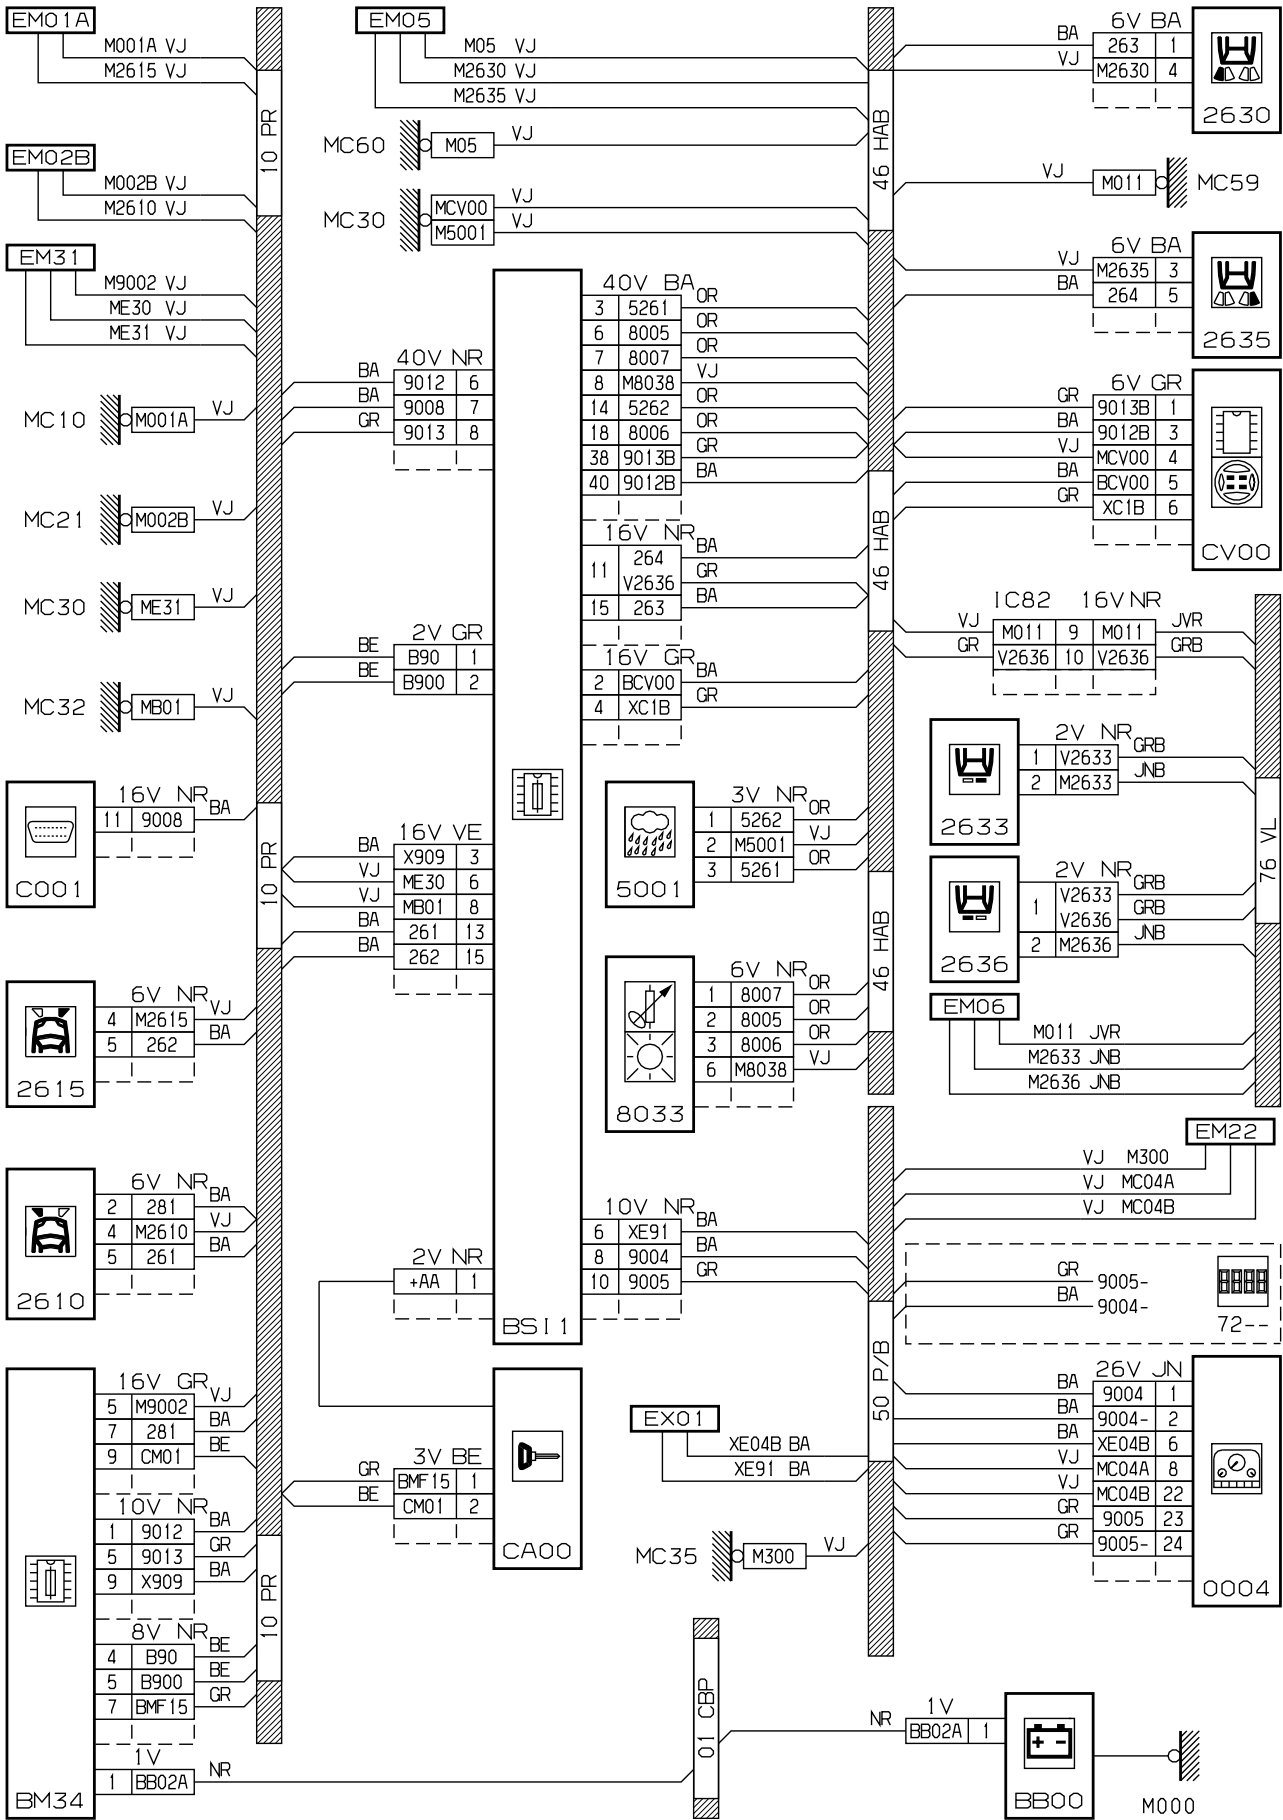 EM01A
M001A VJ
M2615 VJ
10 PR
EM02B
M002B VJ
M2610 VJ
EM31
M9002 VJ
ME30 VJ
ME31 VJ
MC10 M001A VJ
MC21 M002B VJ
MC30 ME31 VJ
MC32 MB01 VJ
C001
16V NR
11 9008 BA
10 PR
2615
6V NR
4 M2615 VJ
5 262 BA
2610
6V NR
2 281 BA
4 M2610 VJ
5 261 BA
BM34
16V GR
5 M9002 VJ
7 281 BA
9 CM01 BE
10V NR
1 9012 BA
5 9013 GR
9 X909 BA
8V NR
4 B90 BE
5 B900 BE
7 BMF15 GR
1V
1 BB02A NR
10 PR
EM05
M05 VJ
M2630 VJ
M2635 VJ
MC60 M05 VJ
MC30 MCV00 VJ
M5001 VJ
BSI1
40V NR
BA 9012 6
BA 9008 7
GR 9013 8
2V GR
BE B90 1
BE B900 2
16V VE
BA X909 3
VJ ME30 6
VJ MB01 8
BA 261 13
BA 262 15
2V NR
+AA 1
40V BA
3 5261 OR
6 8005 OR
7 8007 OR
8 M8038 VJ
14 5262 OR
18 8006 OR
38 9013B GR
40 9012B BA
16V NR
11 264 BA
V2636 GR
15 263 BA
16V GR
2 BCV00 BA
4 XC1B GR
10V NR
6 XE91 BA
8 9004 BA
10 9005 GR
5001
3V NR
1 5262 OR
2 M5001 VJ
3 5261 OR
8033
6V NR
1 8007 OR
2 8005 OR
3 8006 OR
6 M8038 VJ
CA00
3V BE
GR BMF15 1
BE CM01 2
EX01
XE04B BA
XE91 BA
MC35 M300 VJ
01 CBP
46 HAB
46 HAB
46 HAB
50 P/B
6V BA
BA 263 1
VJ M2630 4
2630
VJ M011 MC59
6V BA
VJ M2635 3
BA 264 5
2635
6V GR
GR 9013B 1
BA 9012B 3
VJ MCV00 4
BA BCV00 5
GR XC1B 6
CV00
IC82 16V NR
VJ M011 9 M011 JVR
GR V2636 10 V2636 GRB
2633
2V NR
1 V2633 GRB
2 M2633 JNB
2636
2V NR
1 V2633 GRB
V2636 GRB
2 M2636 JNB
76 VL
EM06
M011 JVR
M2633 JNB
M2636 JNB
EM22
VJ M300
VJ MC04A
VJ MC04B
GR 9005-
BA 9004-
72--
26V JN
BA 9004 1
BA 9004- 2
BA XE04B 6
VJ MC04A 8
VJ MC04B 22
GR 9005 23
GR 9005- 24
0004
1V
NR BB02A 1
BB00
M000